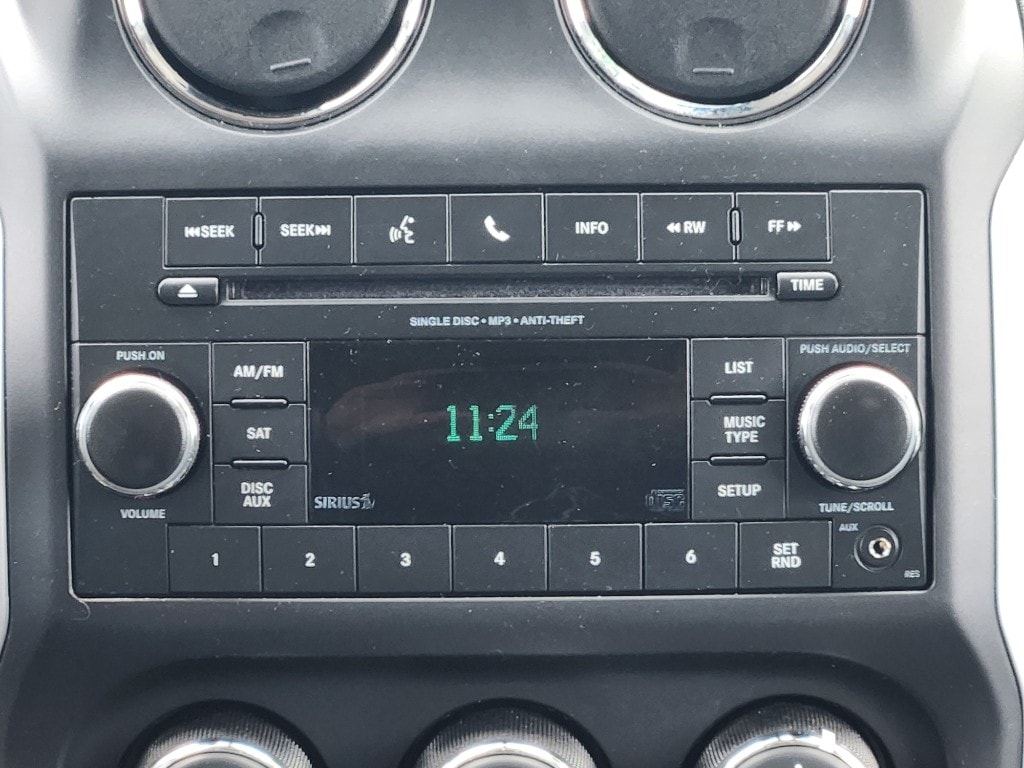 SEEK
SEEK
INFO
RW
FF
TIME
SINGLE DISC • MP3 • ANTI-THEFT
PUSH ON
PUSH AUDIO/SELECT
AM/FM
LIST
SAT
11:24
MUSIC
TYPE
DISC
AUX
SETUP
SIRIUS
disc
VOLUME
TUNE/SCROLL
1
2
3
4
5
6
SET
RND
AUX
RES